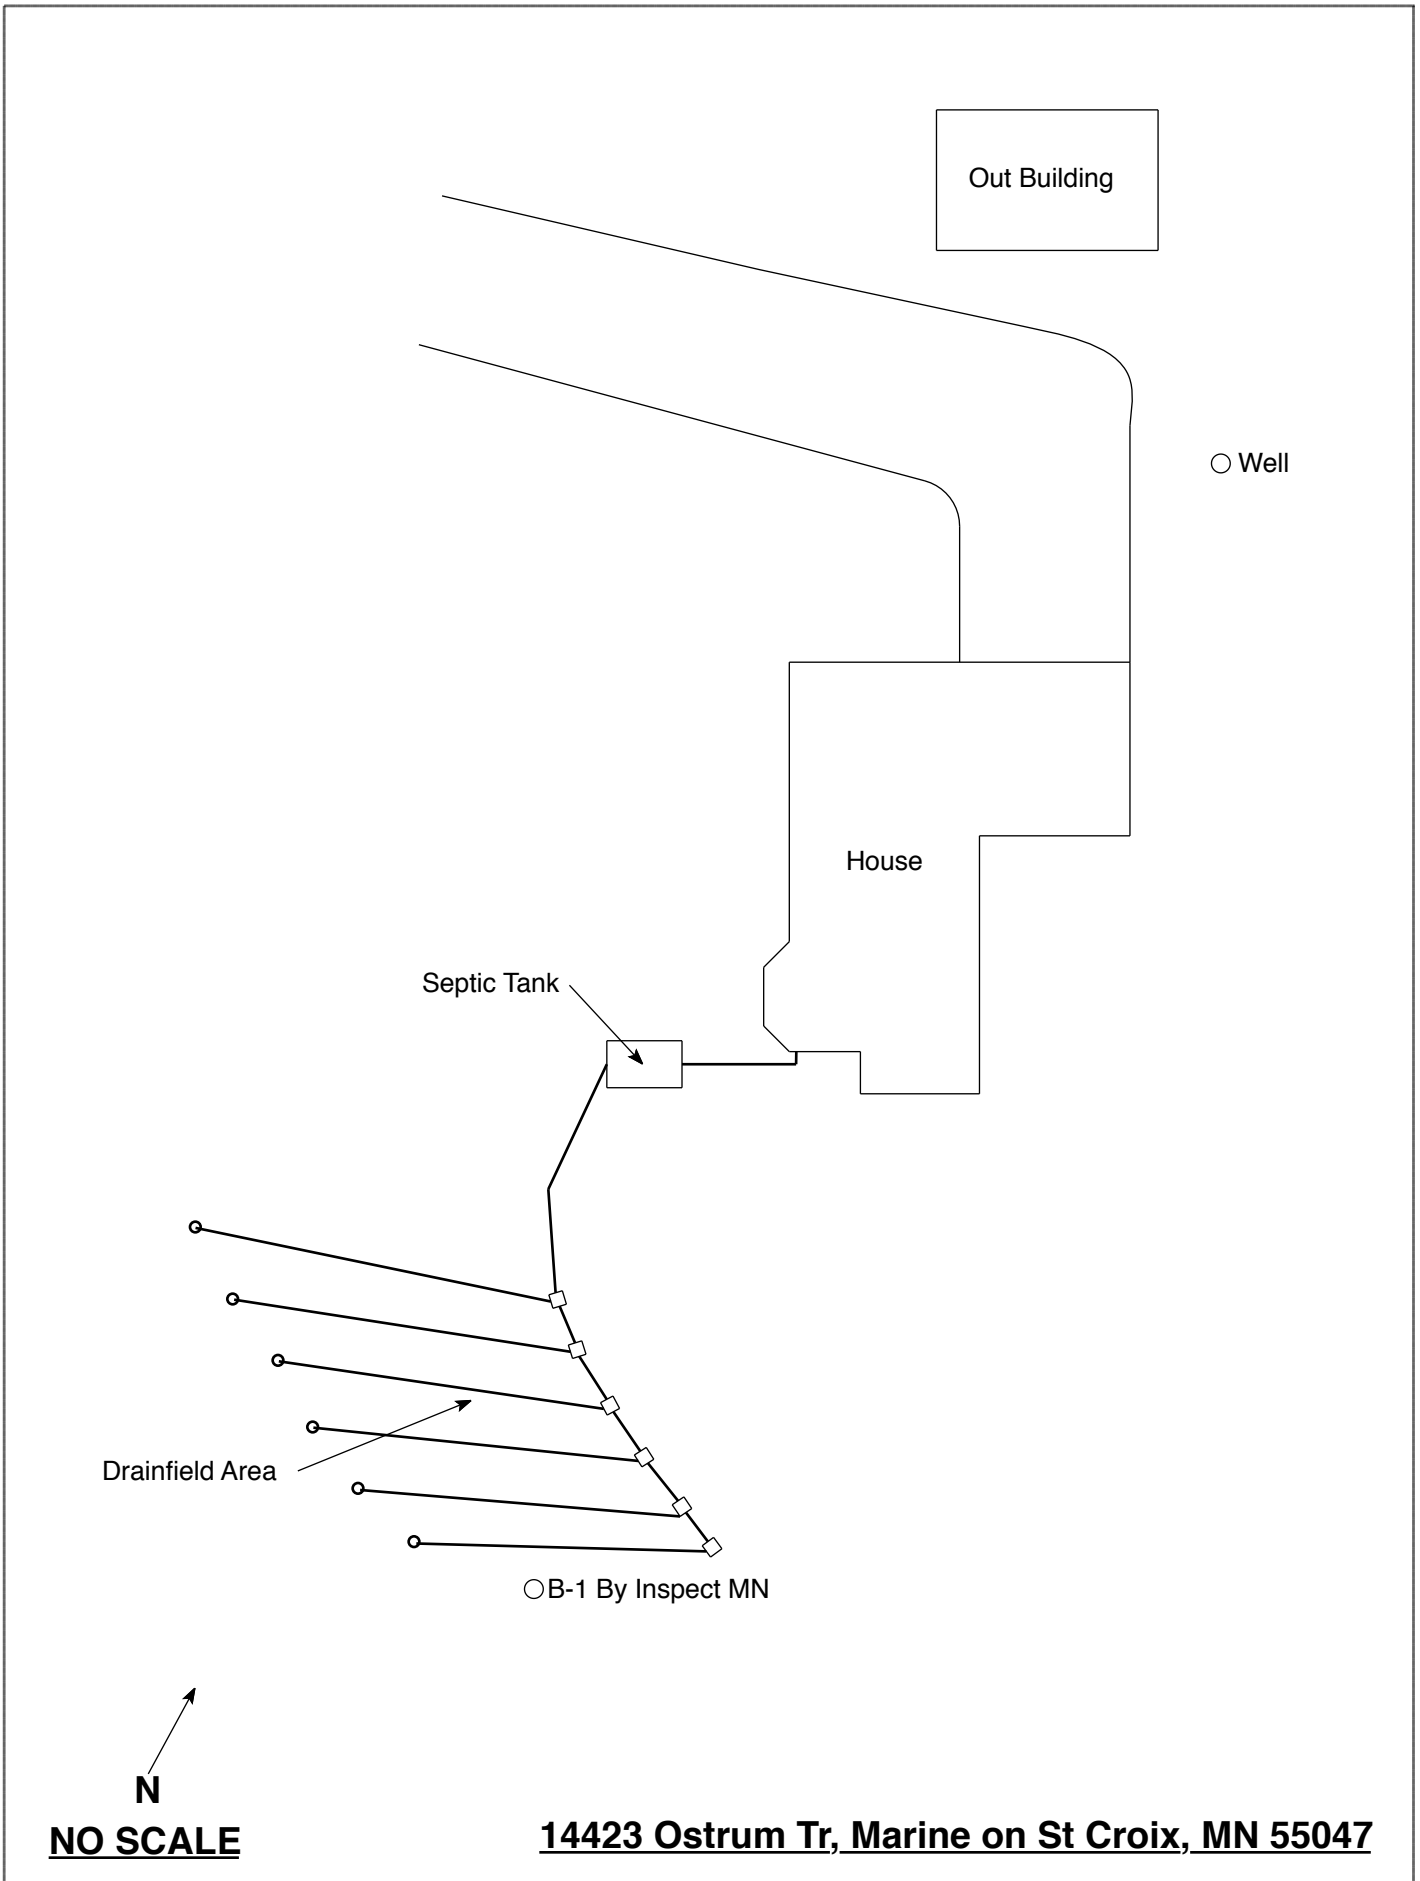 Out Building
Well
House
Septic Tank
Drainfield Area
B-1 By Inspect MN
N
NO SCALE
14423 Ostrum Tr, Marine on St Croix, MN 55047